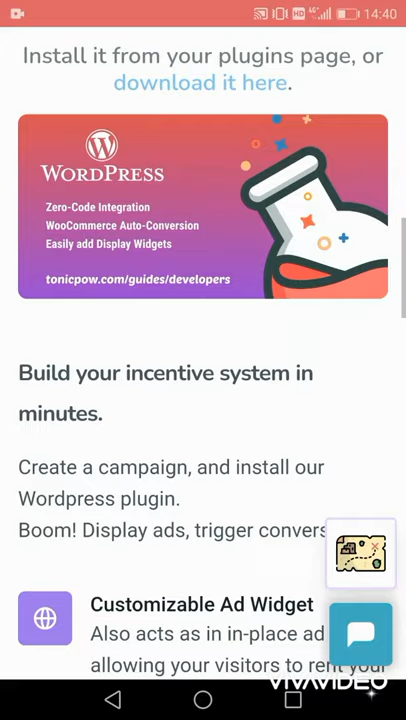 HD 4G 14:40
Install it from your plugins page, or
download it here.
WORDPRESS
Zero-Code Integration
WooCommerce Auto-Conversion
Easily add Display Widgets
tonicpow.com/guides/developers
Build your incentive system in
minutes.
Create a campaign, and install our
Wordpress plugin.
Boom! Display ads, trigger convers
Customizable Ad Widget
Also acts as in in-place ad
allowing your visitors to rent your
VIVAVIDEO